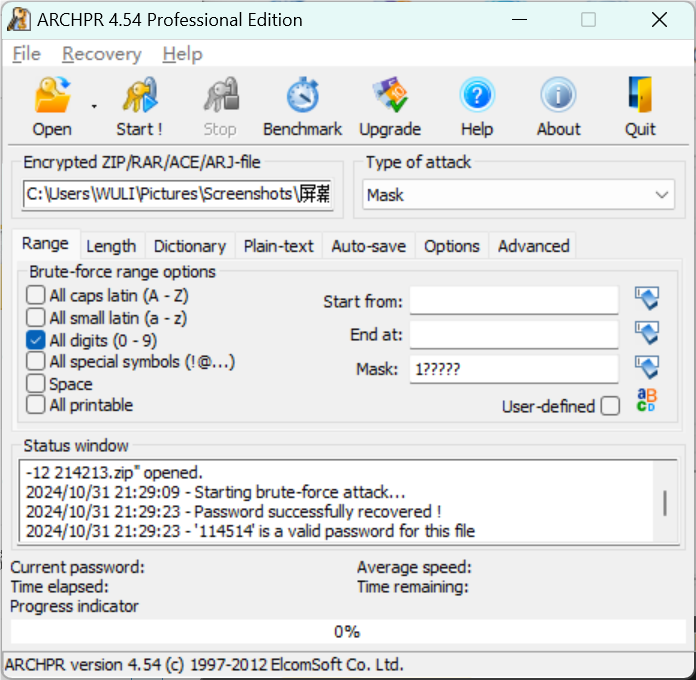 ARCHPR 4.54 Professional Edition
File Recovery Help
Open Start ! Stop Benchmark Upgrade Help About Quit
Encrypted ZIP/RAR/ACE/ARJ-file
Type of attack
C:\Users\WULI\Pictures\Screenshots\屏幕
Mask
Range Length Dictionary Plain-text Auto-save Options Advanced
Brute-force range options
All caps latin (A - Z)
Start from:
All small latin (a - z)
End at:
All digits (0 - 9)
All special symbols (!@...)
Mask: 1?????
Space
All printable
User-defined
aBCD
Status window
-12 214213.zip" opened.
2024/10/31 21:29:09 - Starting brute-force attack...
2024/10/31 21:29:23 - Password successfully recovered !
2024/10/31 21:29:23 - '114514' is a valid password for this file
Current password:
Average speed:
Time elapsed:
Time remaining:
Progress indicator
0%
ARCHPR version 4.54 (c) 1997-2012 ElcomSoft Co. Ltd.